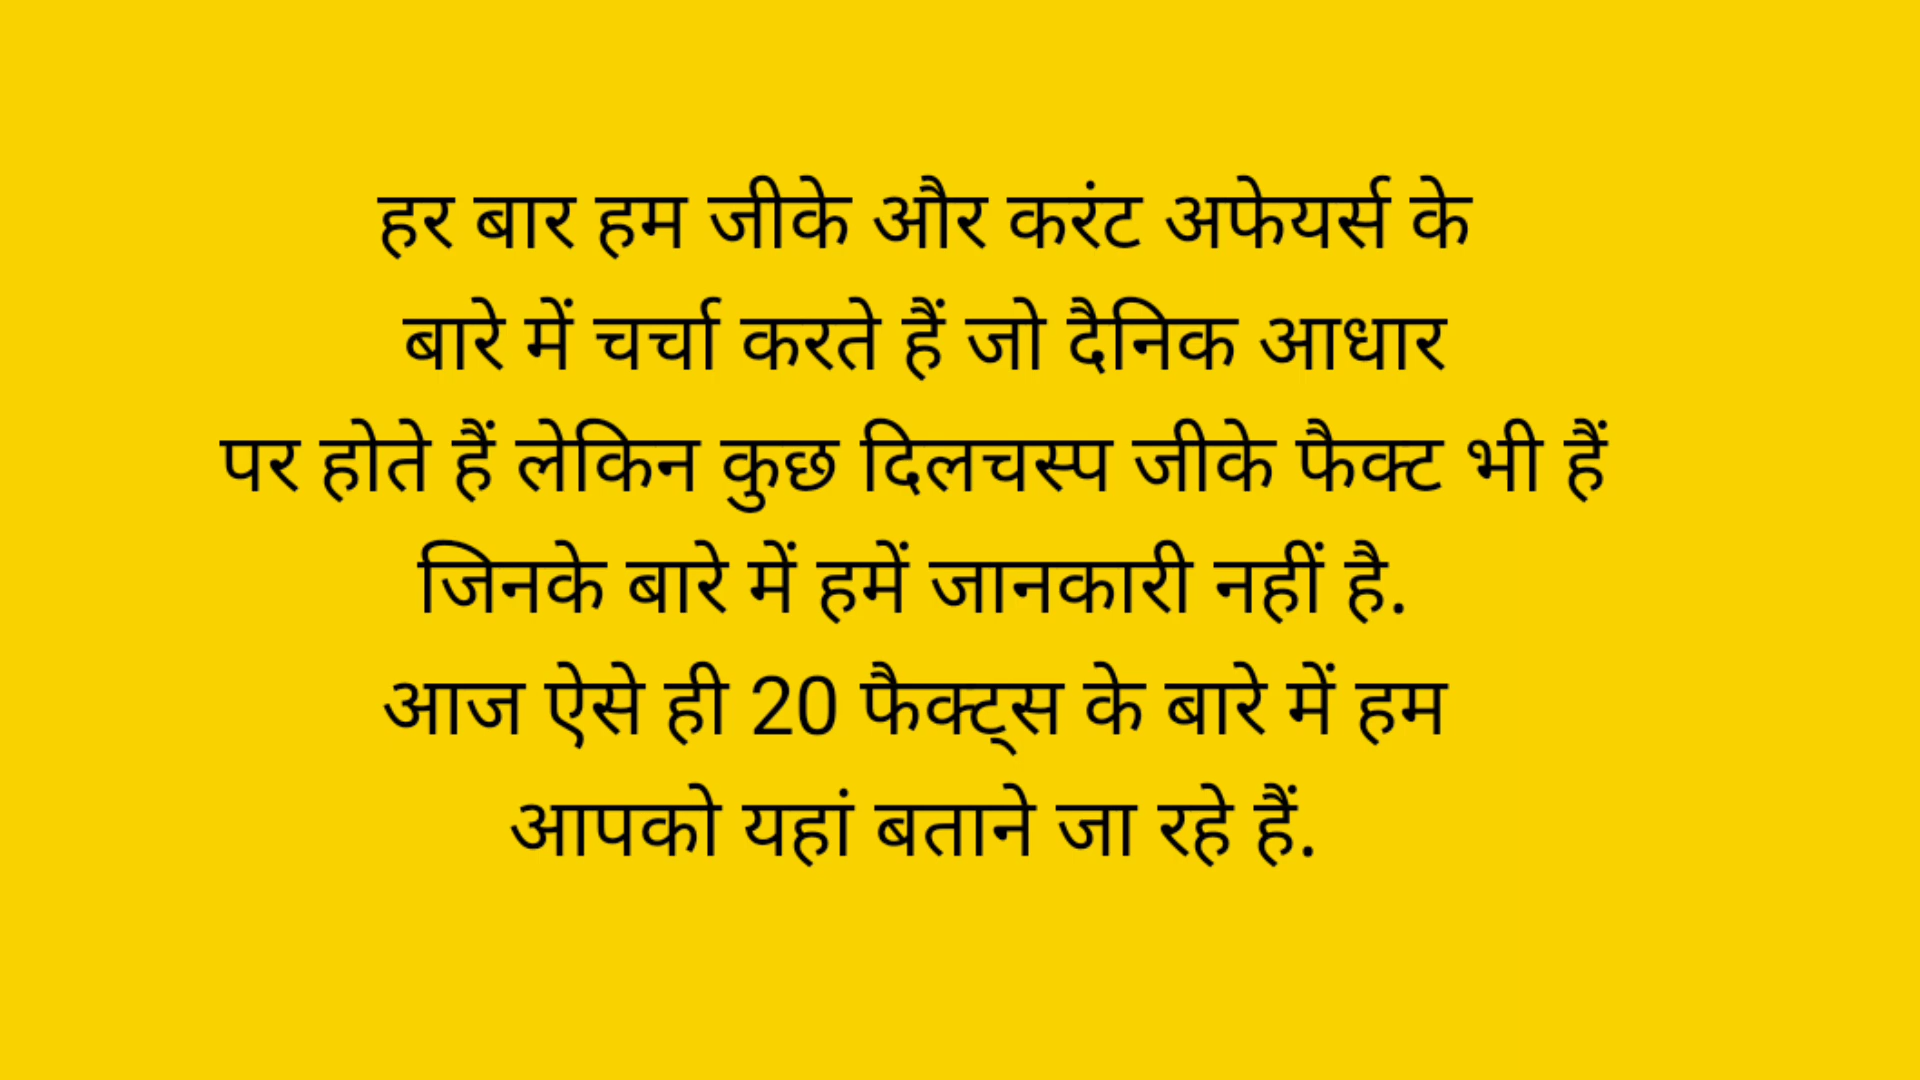 हर बार हम जीके और करंट अफेयर्स के
बारे में चर्चा करते हैं जो दैनिक आधार
पर होते हैं लेकिन कुछ दिलचस्प जीके फैक्ट भी हैं
जिनके बारे में हमें जानकारी नहीं है.
आज ऐसे ही 20 फैक्ट्स के बारे में हम
आपको यहां बताने जा रहे हैं.